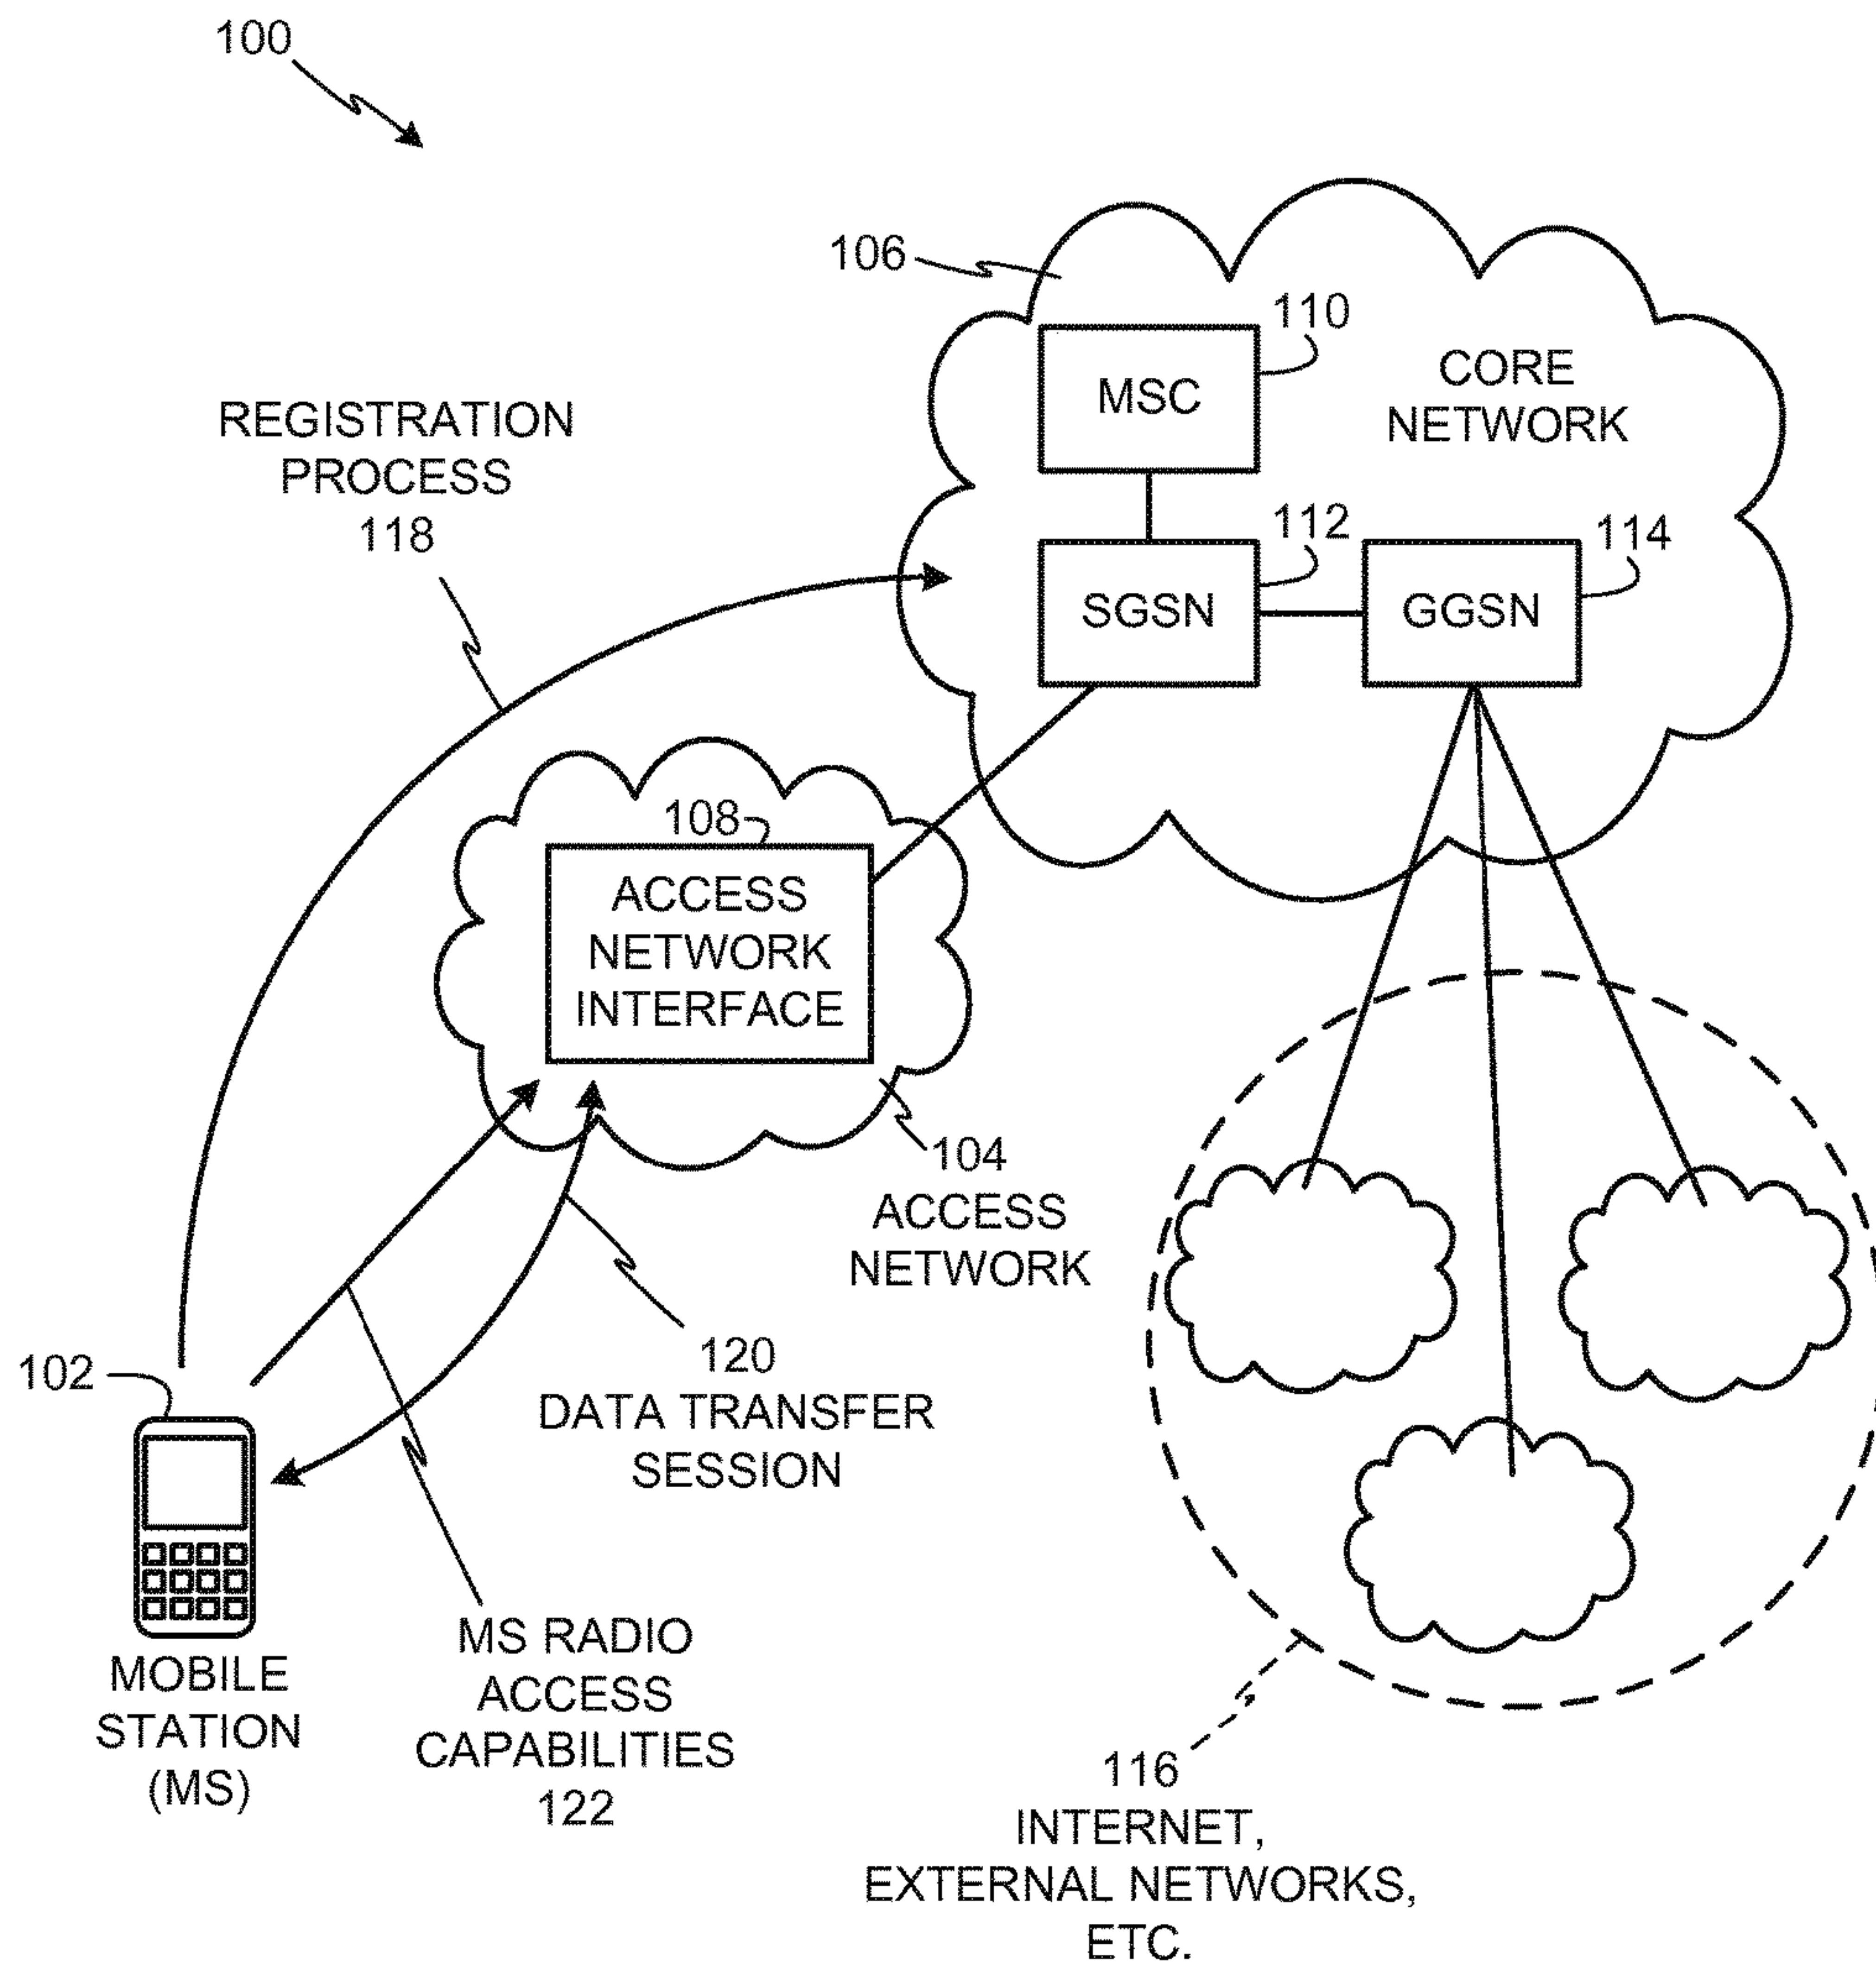 100
106
110
MSC
CORE
NETWORK
REGISTRATION
PROCESS
118
112
114
SGSN
GGSN
108
ACCESS
NETWORK
INTERFACE
104
ACCESS
NETWORK
102
120
DATA TRANSFER
SESSION
MOBILE
STATION
(MS)
MS RADIO
ACCESS
CAPABILITIES
122
116
INTERNET,
EXTERNAL NETWORKS,
ETC.